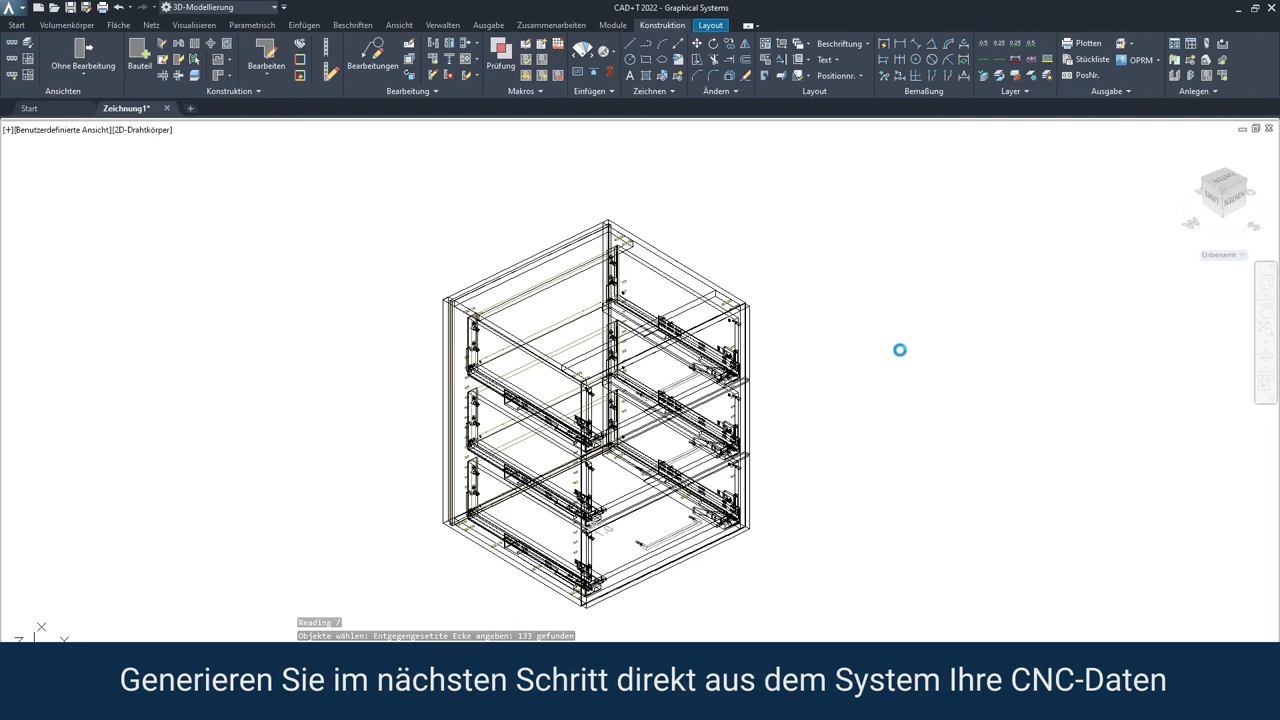 3D-Modellierung
CAD+T 2022 - Graphical Systems
Start Volumenkörper Fläche Netz Visualisieren Parametrisch Einfügen Beschriften Ansicht Verwalten Ausgabe Zusammenarbeiten Module Konstruktion Layout
Ohne Bearbeitung
Bauteil
Bearbeiten
Bearbeitungen
Prüfung
Beschriftung
Text
Positionnr.
Plotten
Stückliste
PosNr.
OPRM
Ansichten Konstruktion Bearbeitung Makros Einfügen Zeichnen Ändern Layout Bemaßung Layer Ausgabe Anlegen
Start Zeichnung1*
[+][Benutzerdefinierte Ansicht][2D-Drahtkörper]
UNTEN
LINKS
HINTEN
Unbenannt
Reading /
Objekte wählen: Entgegengesetzte Ecke angeben: 133 gefunden
Generieren Sie im nächsten Schritt direkt aus dem System Ihre CNC-Daten